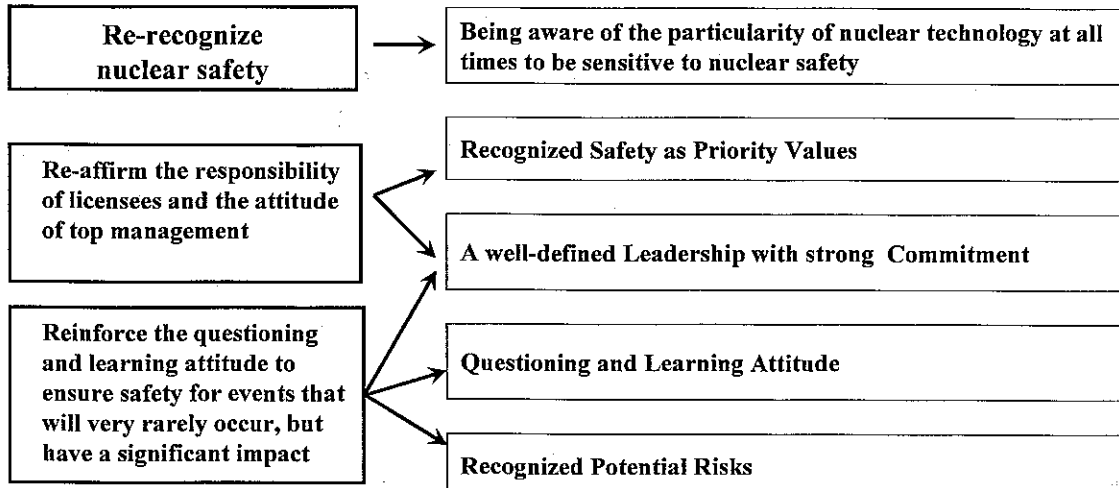 Re-recognize
nuclear safety
Being aware of the particularity of nuclear technology at all
times to be sensitive to nuclear safety
Re-affirm the responsibility
of licensees and the attitude
of top management
Recognized Safety as Priority Values
A well-defined Leadership with strong Commitment
Reinforce the questioning
and learning attitude to
ensure safety for events that
will very rarely occur, but
have a significant impact
Questioning and Learning Attitude
Recognized Potential Risks